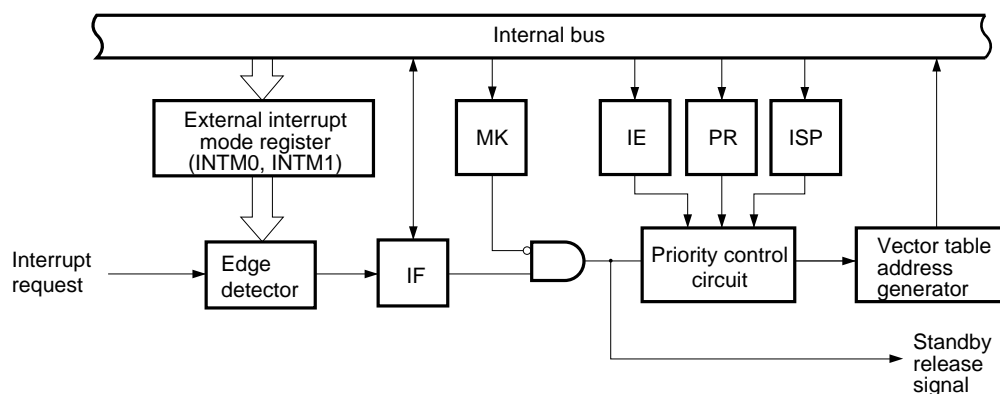 Internal bus
External interrupt
mode register
(INTM0, INTM1)
MK
IE
PR
ISP
Interrupt
request
Edge
detector
IF
Priority control
circuit
Vector table
address
generator
Standby
release
signal